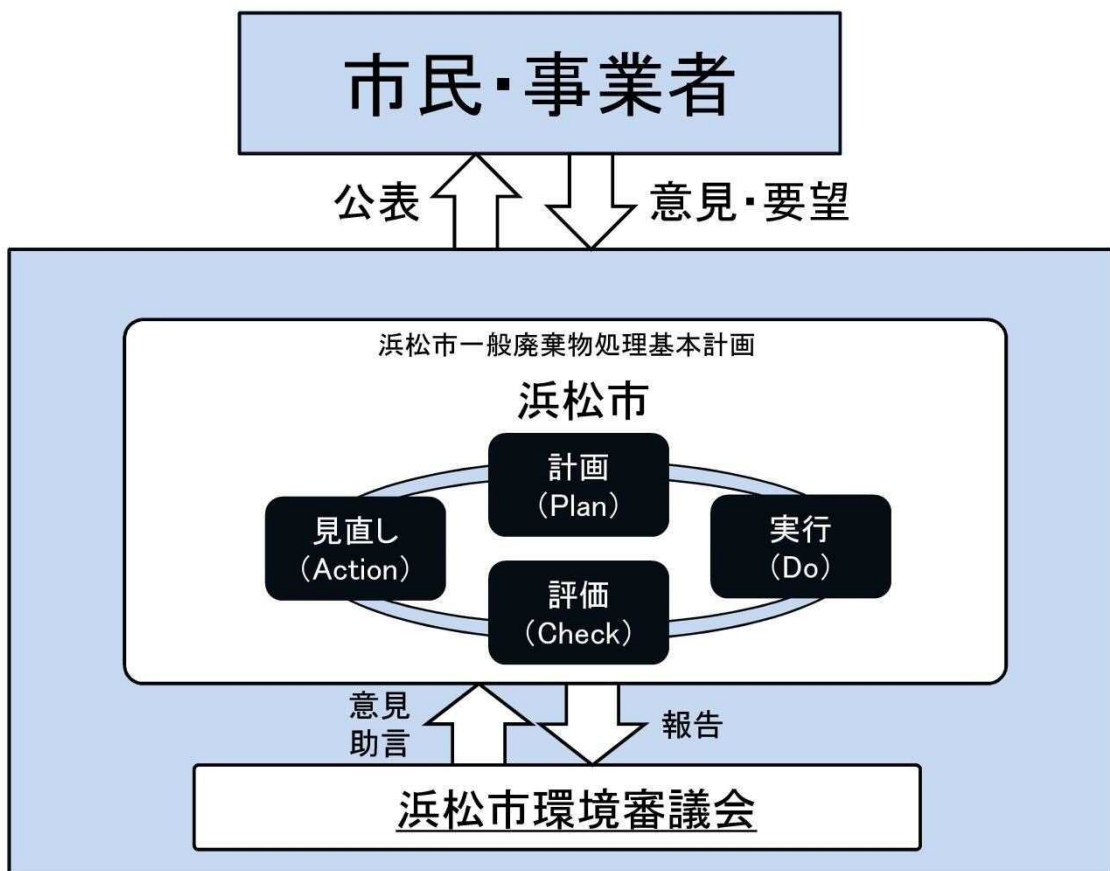 市民・事業者
公表
意見・要望
浜松市一般廃棄物処理基本計画
浜松市
計画
(Plan)
見直し
(Action)
実行
(Do)
評価
(Check)
意見
助言
報告
浜松市環境審議会